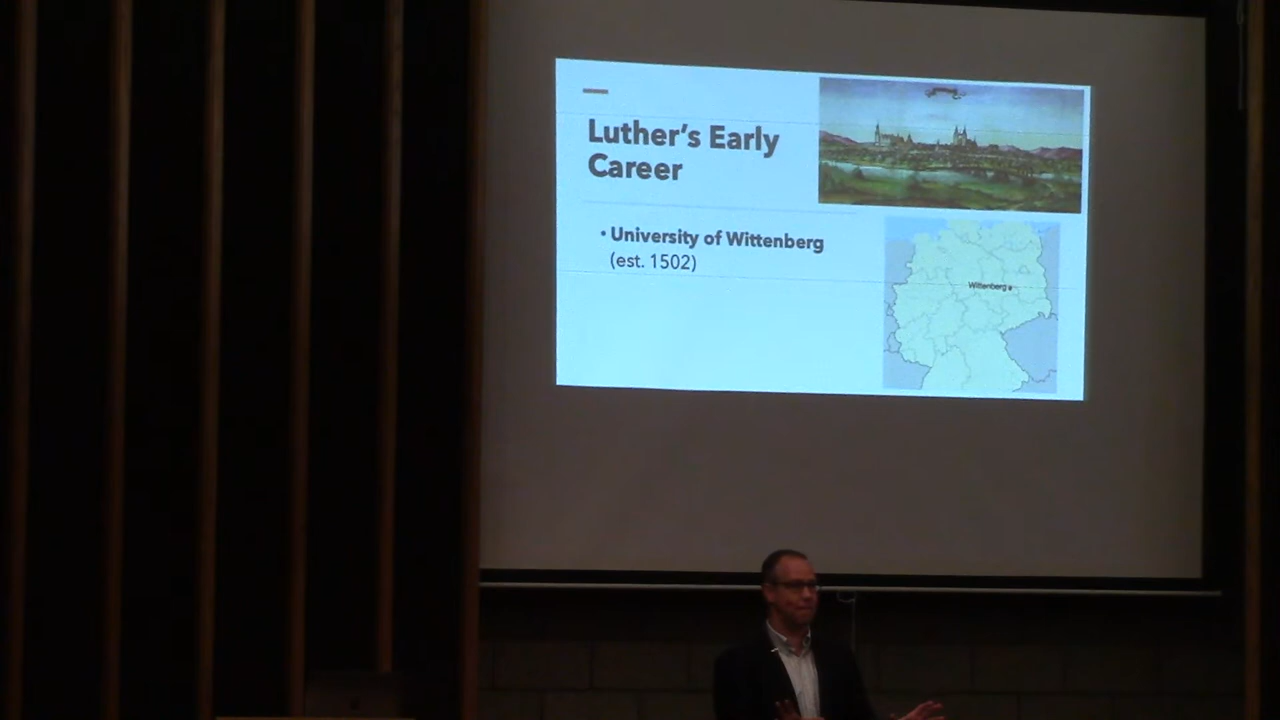 Luther's Early
Career
• University of Wittenberg
(est. 1502)
Wittenberg